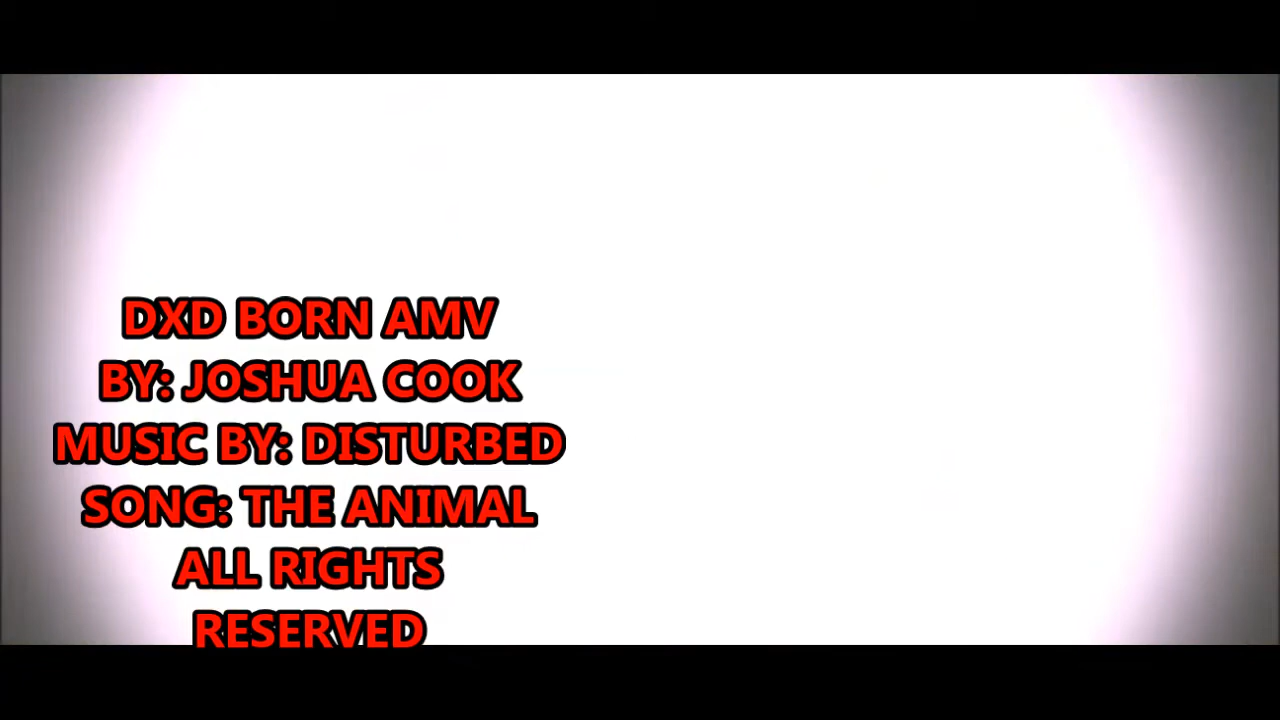 DXD BORN AMV
BY: JOSHUA COOK
MUSIC BY: DISTURBED
SONG: THE ANIMAL
ALL RIGHTS
RESERVED